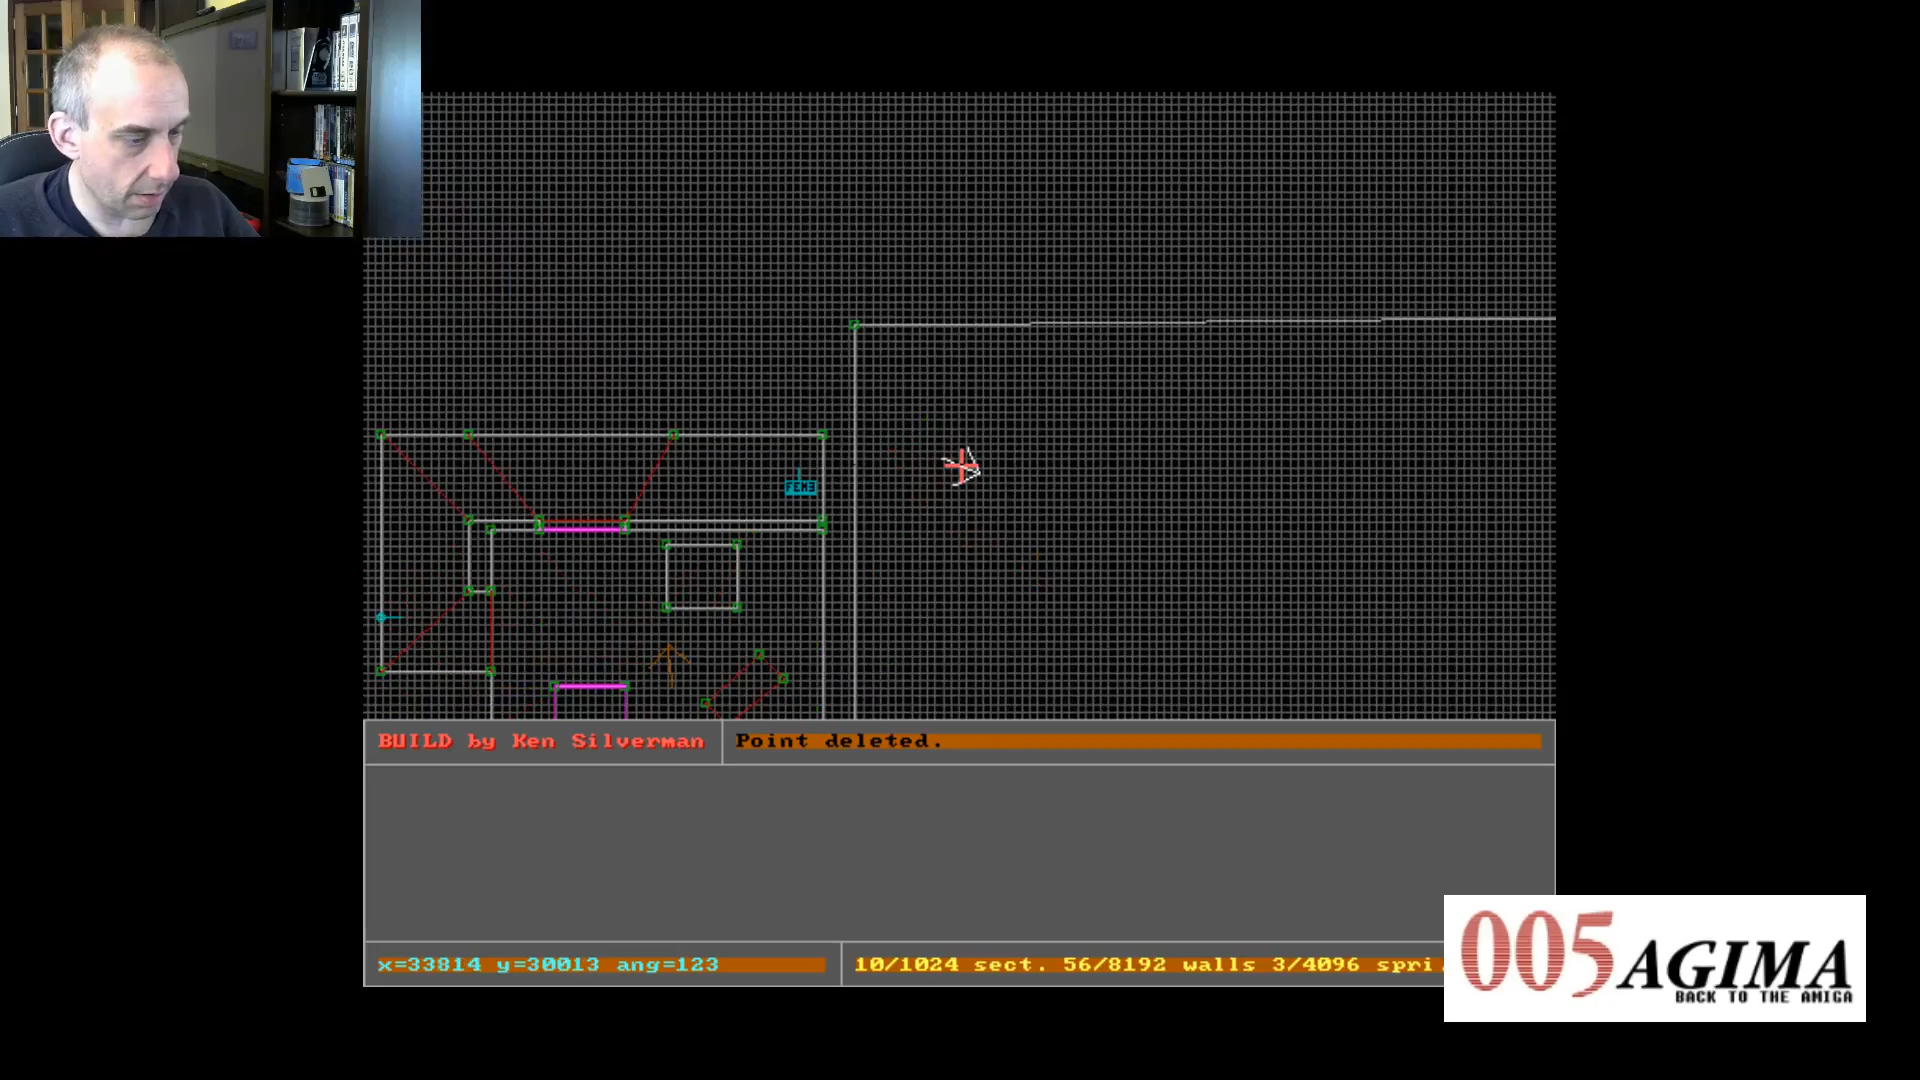 BUILD by Ken Silverman
Point deleted.
x=33814 y=30013 ang=123
10/1024 sect. 56/8192 walls 3/4096 spri.
005AGIMA
BACK TO THE AMIGA